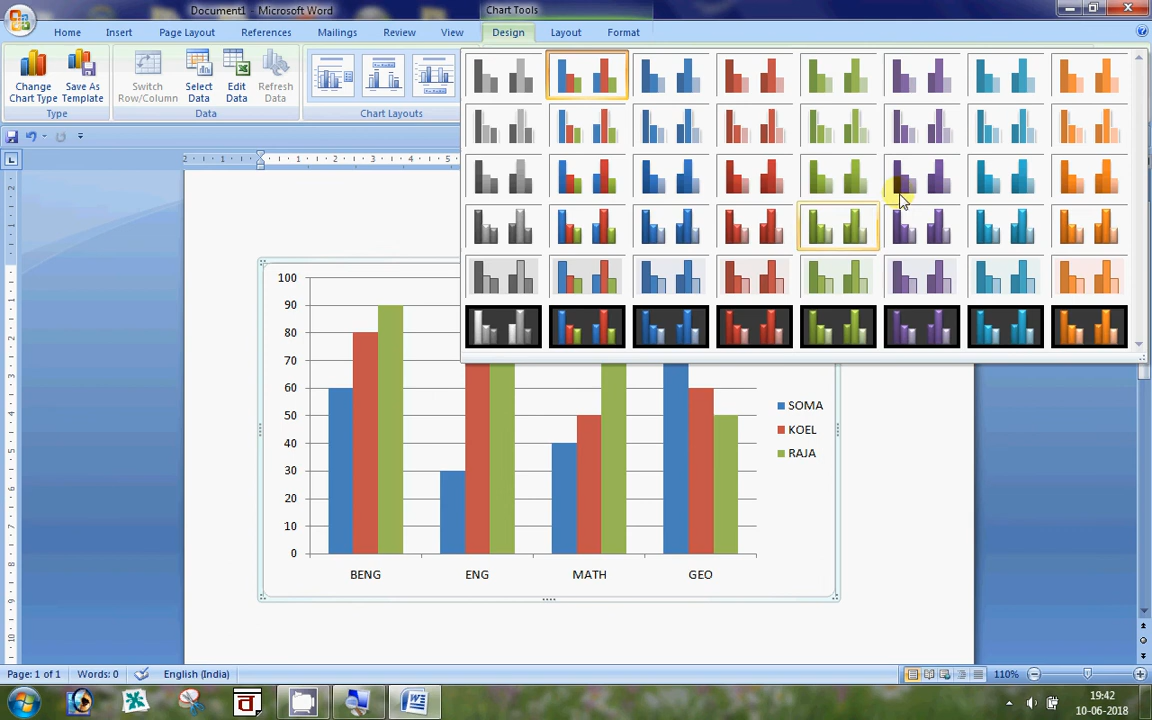 Document1 - Microsoft Word
Chart Tools
Home Insert Page Layout References Mailings Review View Design Layout Format
Change Chart Type
Save As Template
Switch Row/Column
Select Data
Edit Data
Refresh Data
Type
Data
Chart Layouts
100
90
80
70
60
50
40
30
20
10
0
BENG ENG MATH GEO
SOMA
KOEL
RAJA
Page: 1 of 1 Words: 0 English (India) 110%
19:42
10-06-2018